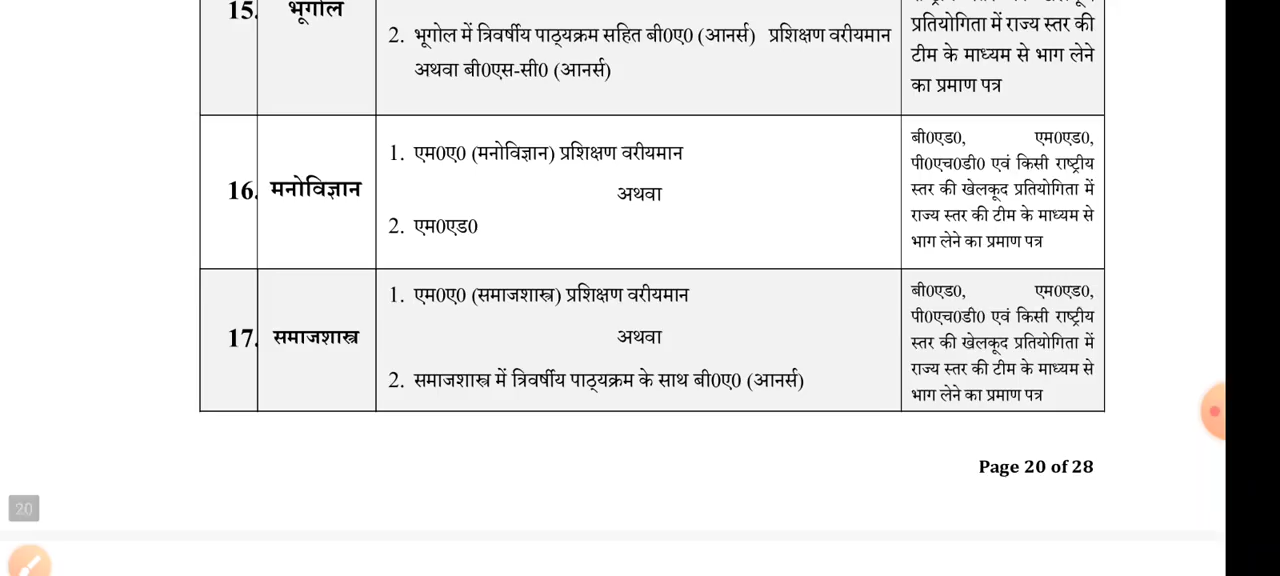 15. भूगोल
2. भूगोल में त्रिवर्षीय पाठ्यक्रम सहित बी0ए0 (आनर्स) प्रशिक्षण वरीयमान
अथवा बी0एस-सी0 (आनर्स)
प्रतियोगिता में राज्य स्तर की
टीम के माध्यम से भाग लेने
का प्रमाण पत्र
16. मनोविज्ञान
1. एम0ए0 (मनोविज्ञान) प्रशिक्षण वरीयमान
अथवा
2. एम0एड0
बी0एड0, एम0एड0,
पी0एच0डी0 एवं किसी राष्ट्रीय
स्तर की खेलकूद प्रतियोगिता में
राज्य स्तर की टीम के माध्यम से
भाग लेने का प्रमाण पत्र
17. समाजशास्त्र
1. एम0ए0 (समाजशास्त्र) प्रशिक्षण वरीयमान
अथवा
2. समाजशास्त्र में त्रिवर्षीय पाठ्यक्रम के साथ बी0ए0 (आनर्स)
बी0एड0, एम0एड0,
पी0एच0डी0 एवं किसी राष्ट्रीय
स्तर की खेलकूद प्रतियोगिता में
राज्य स्तर की टीम के माध्यम से
भाग लेने का प्रमाण पत्र
Page 20 of 28
20